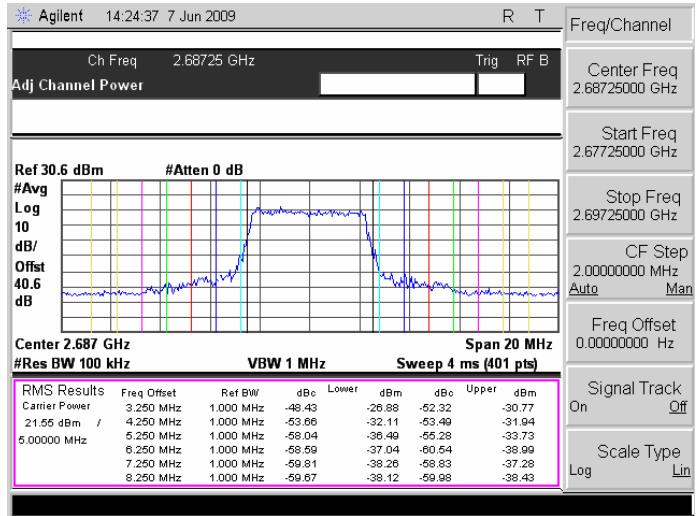 Agilent 14:24:37 7 Jun 2009 R T
Ch Freq 2.68725 GHz Trig RF B
Adj Channel Power
Ref 30.6 dBm #Atten 0 dB
#Avg
Log
10
dB/
Offst
40.6
dB
Center 2.687 GHz Span 20 MHz
#Res BW 100 kHz VBW 1 MHz Sweep 4 ms (401 pts)
RMS Results Freq Offset Ref BW dBc Lower dBm dBc Upper dBm
Carrier Power 3.250 MHz 1.000 MHz -48.43 -26.88 -52.32 -30.77
21.55 dBm / 4.250 MHz 1.000 MHz -53.66 -32.11 -53.49 -31.94
5.00000 MHz 5.250 MHz 1.000 MHz -58.04 -36.49 -55.28 -33.73
6.250 MHz 1.000 MHz -58.59 -37.04 -60.54 -38.99
7.250 MHz 1.000 MHz -59.81 -38.26 -58.83 -37.28
8.250 MHz 1.000 MHz -59.67 -38.12 -59.98 -38.43
Freq/Channel
Center Freq
2.68725000 GHz
Start Freq
2.67725000 GHz
Stop Freq
2.69725000 GHz
CF Step
2.00000000 MHz
Auto Man
Freq Offset
0.00000000 Hz
Signal Track
On Off
Scale Type
Log Lin